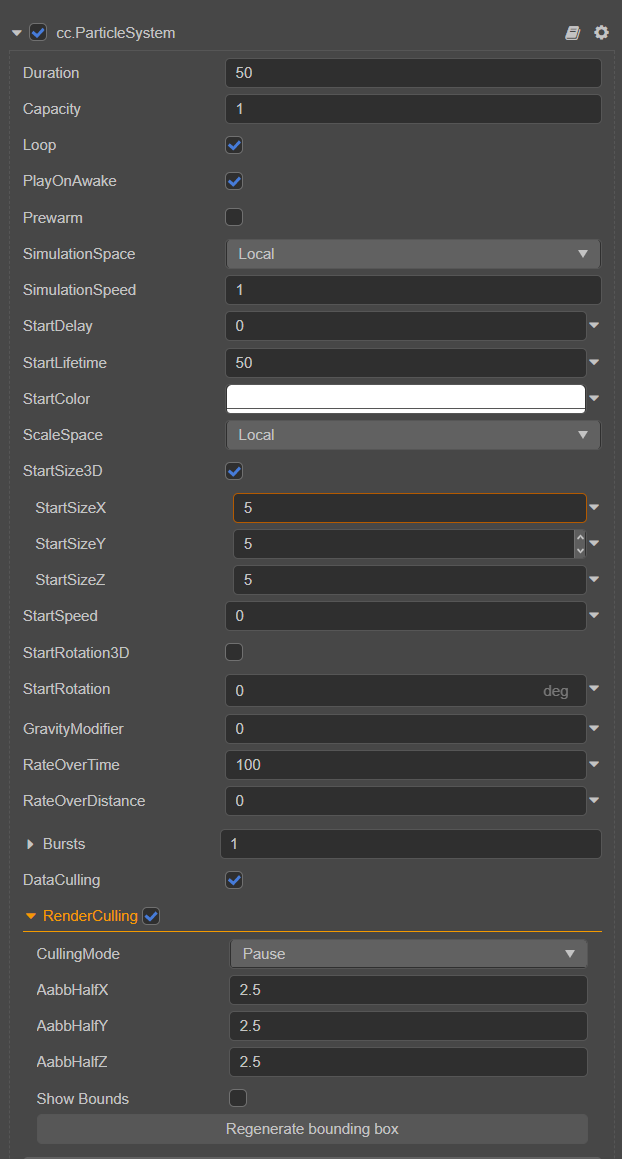 cc.ParticleSystem
Duration 50
Capacity 1
Loop
PlayOnAwake
Prewarm
SimulationSpace Local
SimulationSpeed 1
StartDelay 0
StartLifetime 50
StartColor
ScaleSpace Local
StartSize3D
StartSizeX 5
StartSizeY 5
StartSizeZ 5
StartSpeed 0
StartRotation3D
StartRotation 0 deg
GravityModifier 0
RateOverTime 100
RateOverDistance 0
Bursts 1
DataCulling
RenderCulling
CullingMode Pause
AabbHalfX 2.5
AabbHalfY 2.5
AabbHalfZ 2.5
Show Bounds
Regenerate bounding box